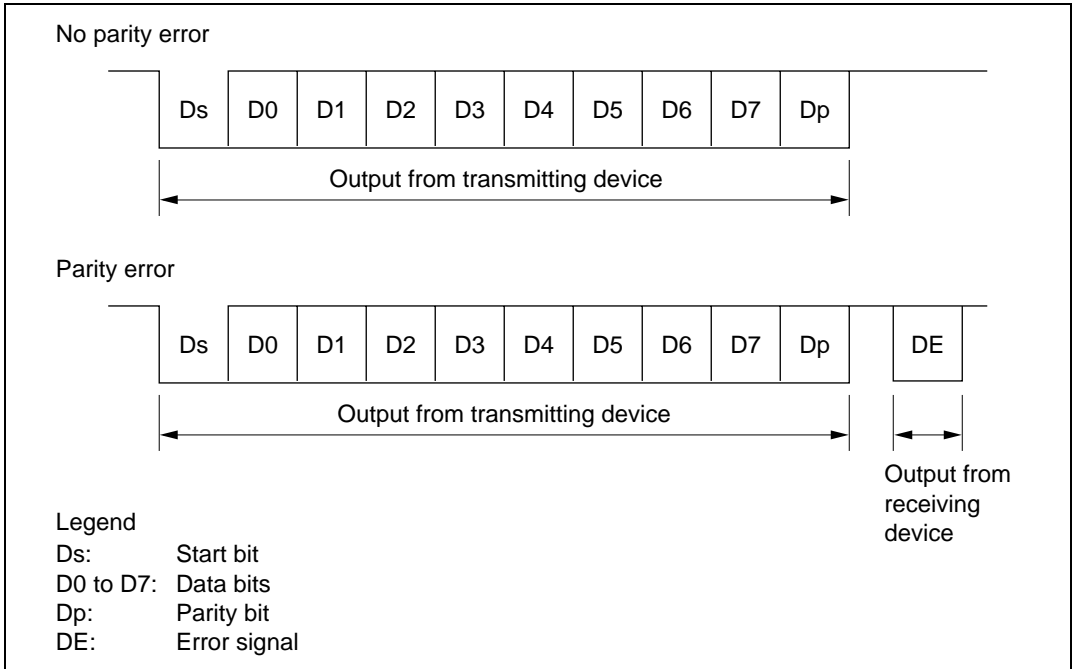 No parity error
Ds D0 D1 D2 D3 D4 D5 D6 D7 Dp
Output from transmitting device
Parity error
Ds D0 D1 D2 D3 D4 D5 D6 D7 Dp DE
Output from transmitting device
Output from
receiving
device
Legend
Ds: Start bit
D0 to D7: Data bits
Dp: Parity bit
DE: Error signal